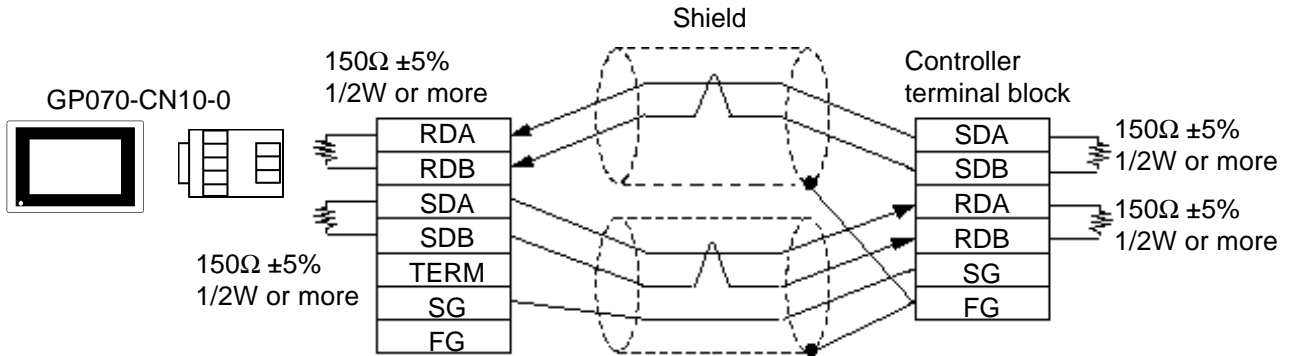 Shield
150Ω ±5%
1/2W or more
GP070-CN10-0
Controller
terminal block
RDA
RDB
SDA
SDB
TERM
SG
FG
150Ω ±5%
1/2W or more
SDA
SDB
RDA
RDB
SG
FG
150Ω ±5%
1/2W or more
150Ω ±5%
1/2W or more